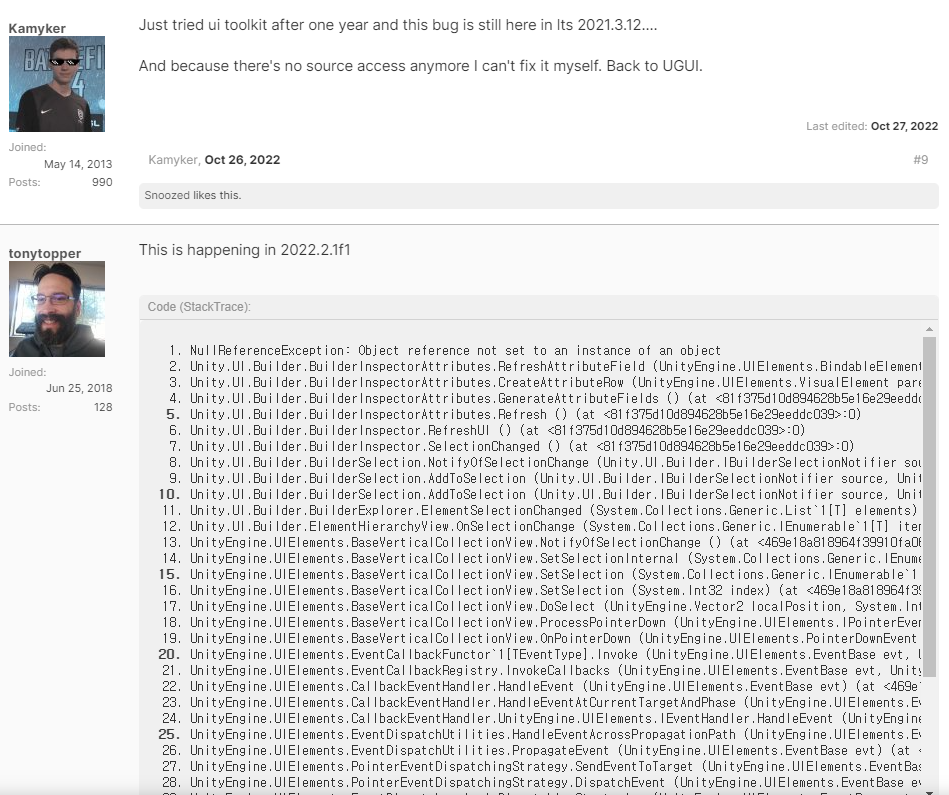 Kamyker
Just tried ui toolkit after one year and this bug is still here in lts 2021.3.12....
And because there's no source access anymore I can't fix it myself. Back to UGUI.
Last edited: Oct 27, 2022
Joined:
May 14, 2013
Posts: 990
Kamyker, Oct 26, 2022 #9
Snoozed likes this.
tonytopper
This is happening in 2022.2.1f1
Joined:
Jun 25, 2018
Posts: 128
Code (StackTrace):
1. NullReferenceException: Object reference not set to an instance of an object
2. Unity.UI.Builder.BuilderInspectorAttributes.RefreshAttributeField (UnityEngine.UIElements.BindableElement
3. Unity.UI.Builder.BuilderInspectorAttributes.CreateAttributeRow (UnityEngine.UIElements.VisualElement pare
4. Unity.UI.Builder.BuilderInspectorAttributes.GenerateAttributeFields () (at <81f375d10d894628b5e16e29eeddc
5. Unity.UI.Builder.BuilderInspectorAttributes.Refresh () (at <81f375d10d894628b5e16e29eeddc039>:0)
6. Unity.UI.Builder.BuilderInspector.RefreshUI () (at <81f375d10d894628b5e16e29eeddc039>:0)
7. Unity.UI.Builder.BuilderInspector.SelectionChanged () (at <81f375d10d894628b5e16e29eeddc039>:0)
8. Unity.UI.Builder.BuilderSelection.NotifyOfSelectionChange (Unity.UI.Builder.IBuilderSelectionNotifier sou
9. Unity.UI.Builder.BuilderSelection.AddToSelection (Unity.UI.Builder.IBuilderSelectionNotifier source, Unit
10. Unity.UI.Builder.BuilderSelection.AddToSelection (Unity.UI.Builder.IBuilderSelectionNotifier source, Unit
11. Unity.UI.Builder.BuilderExplorer.ElementSelectionChanged (System.Collections.Generic.List`1[T] elements)
12. Unity.UI.Builder.ElementHierarchyView.OnSelectionChange (System.Collections.Generic.IEnumerable`1[T] item
13. UnityEngine.UIElements.BaseVerticalCollectionView.NotifyOfSelectionChange () (at <469e18a818964f39910fa0
14. UnityEngine.UIElements.BaseVerticalCollectionView.SetSelectionInternal (System.Collections.Generic.IEnume
15. UnityEngine.UIElements.BaseVerticalCollectionView.SetSelection (System.Collections.Generic.IEnumerable`1
16. UnityEngine.UIElements.BaseVerticalCollectionView.SetSelection (System.Int32 index) (at <469e18a818964f39
17. UnityEngine.UIElements.BaseVerticalCollectionView.DoSelect (UnityEngine.Vector2 localPosition, System.Int
18. UnityEngine.UIElements.BaseVerticalCollectionView.ProcessPointerDown (UnityEngine.UIElements.IPointerEven
19. UnityEngine.UIElements.BaseVerticalCollectionView.OnPointerDown (UnityEngine.UIElements.PointerDownEvent
20. UnityEngine.UIElements.EventCallbackFunctor`1[TEventType].Invoke (UnityEngine.UIElements.EventBase evt,
21. UnityEngine.UIElements.EventCallbackRegistry.InvokeCallbacks (UnityEngine.UIElements.EventBase evt, Unity
22. UnityEngine.UIElements.CallbackEventHandler.HandleEvent (UnityEngine.UIElements.EventBase evt) (at <469e
23. UnityEngine.UIElements.CallbackEventHandler.HandleEventAtCurrentTargetAndPhase (UnityEngine.UIElements.Ev
24. UnityEngine.UIElements.CallbackEventHandler.UnityEngine.UIElements.IEventHandler.HandleEvent (UnityEngine
25. UnityEngine.UIElements.EventDispatchUtilities.HandleEventAcrossPropagationPath (UnityEngine.UIElements.Ev
26. UnityEngine.UIElements.EventDispatchUtilities.PropagateEvent (UnityEngine.UIElements.EventBase evt) (at <
27. UnityEngine.UIElements.PointerEventDispatchingStrategy.SendEventToTarget (UnityEngine.UIElements.EventBas
28. UnityEngine.UIElements.PointerEventDispatchingStrategy.DispatchEvent (UnityEngine.UIElements.EventBase ev